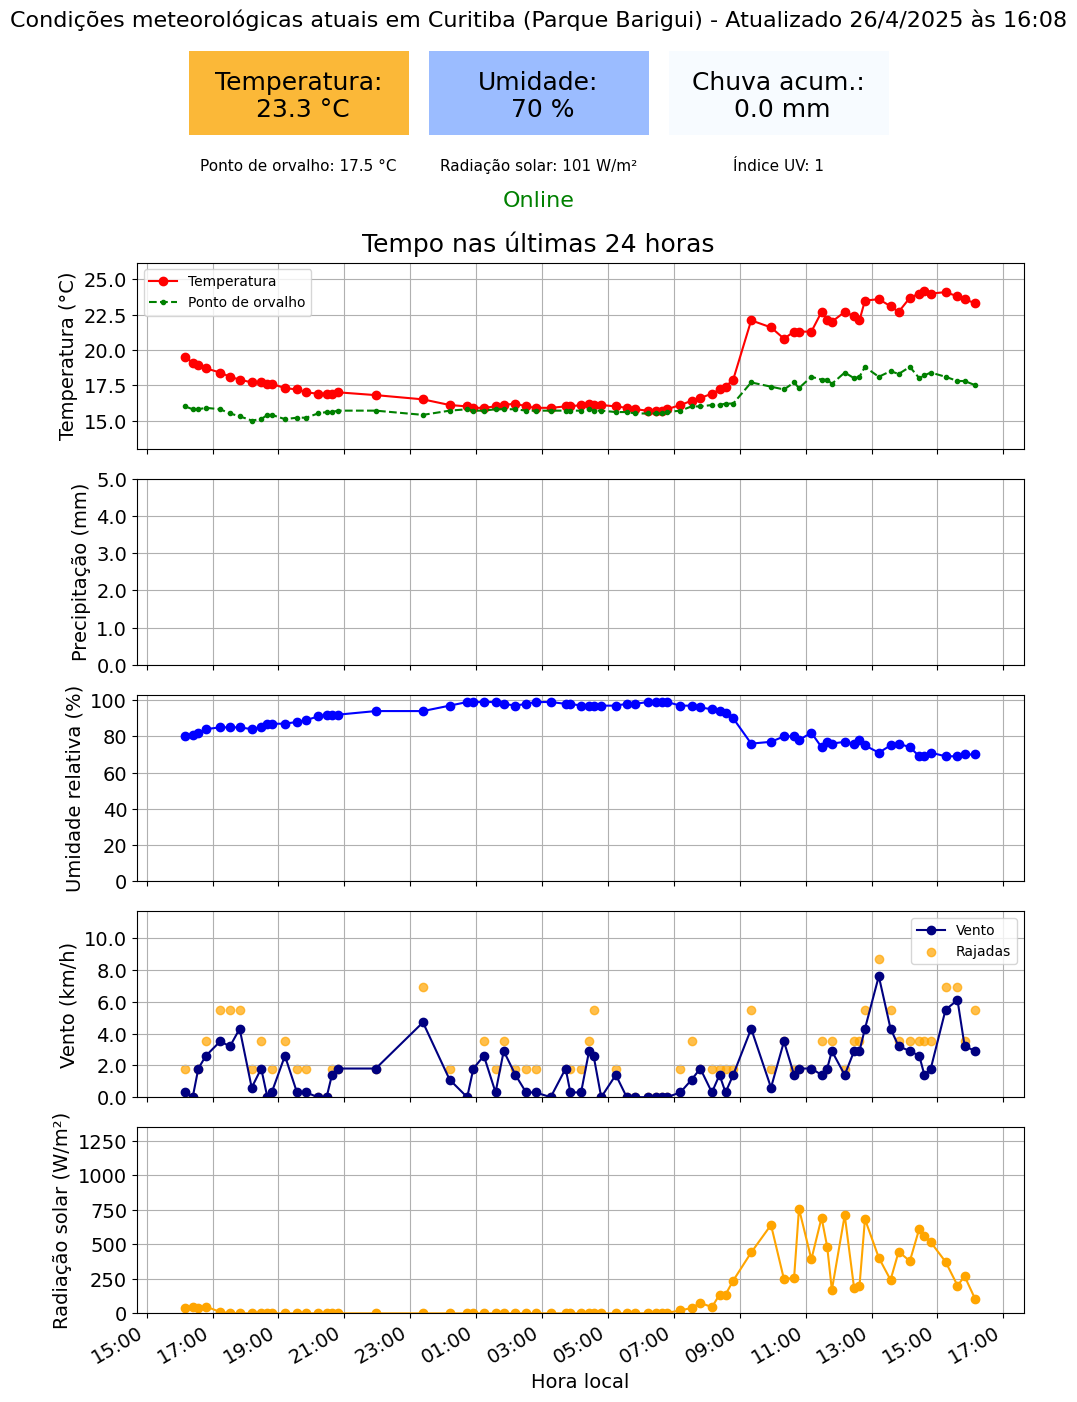 Condições meteorológicas atuais em Curitiba (Parque Barigui) - Atualizado 26/4/2025 às 16:08
Temperatura:
23.3 °C
Umidade:
70 %
Chuva acum.:
0.0 mm
Ponto de orvalho: 17.5 °C
Radiação solar: 101 W/m²
Índice UV: 1
Online
Tempo nas últimas 24 horas
Temperatura (°C)
25.0
22.5
20.0
17.5
15.0
Temperatura
Ponto de orvalho
Precipitação (mm)
5.0
4.0
3.0
2.0
1.0
0.0
Umidade relativa (%)
100
80
60
40
20
0
Vento (km/h)
10.0
8.0
6.0
4.0
2.0
0.0
Vento
Rajadas
Radiação solar (W/m²)
1250
1000
750
500
250
0
15:00
17:00
19:00
21:00
23:00
01:00
03:00
05:00
07:00
09:00
11:00
13:00
15:00
17:00
Hora local